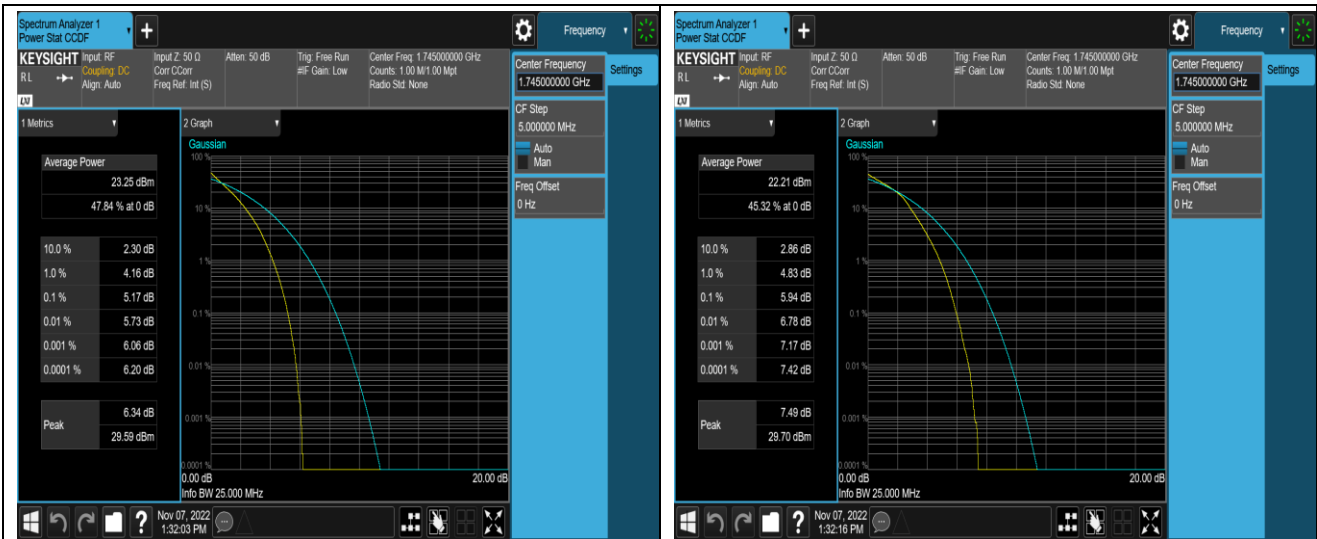 Spectrum Analyzer 1
Power Stat CCDF
Frequency
KEYSIGHT
R L
LXI
Input: RF
Coupling: DC
Align: Auto
Input Z: 50 Ω
Corr CCorr
Freq Ref: Int (S)
Atten: 50 dB
Trig: Free Run
#IF Gain: Low
Center Freq: 1.745000000 GHz
Counts: 1.00 M/1.00 Mpt
Radio Std: None
Center Frequency
1.745000000 GHz
Settings
CF Step
5.000000 MHz
Auto
Man
Freq Offset
0 Hz
1 Metrics
2 Graph
Average Power
23.25 dBm
47.84 % at 0 dB
10.0 % 2.30 dB
1.0 % 4.16 dB
0.1 % 5.17 dB
0.01 % 5.73 dB
0.001 % 6.06 dB
0.0001 % 6.20 dB
Peak
6.34 dB
29.59 dBm
Gaussian
100 %
10 %
1 %
0.1 %
0.01 %
0.001 %
0.0001 %
0.00 dB 20.00 dB
Info BW 25.000 MHz
?
Nov 07, 2022
1:32:03 PM
Spectrum Analyzer 1
Power Stat CCDF
Frequency
KEYSIGHT
R L
LXI
Input: RF
Coupling: DC
Align: Auto
Input Z: 50 Ω
Corr CCorr
Freq Ref: Int (S)
Atten: 50 dB
Trig: Free Run
#IF Gain: Low
Center Freq: 1.745000000 GHz
Counts: 1.00 M/1.00 Mpt
Radio Std: None
Center Frequency
1.745000000 GHz
Settings
CF Step
5.000000 MHz
Auto
Man
Freq Offset
0 Hz
1 Metrics
2 Graph
Average Power
22.21 dBm
45.32 % at 0 dB
10.0 % 2.86 dB
1.0 % 4.83 dB
0.1 % 5.94 dB
0.01 % 6.78 dB
0.001 % 7.17 dB
0.0001 % 7.42 dB
Peak
7.49 dB
29.70 dBm
Gaussian
100 %
10 %
1 %
0.1 %
0.01 %
0.001 %
0.0001 %
0.00 dB 20.00 dB
Info BW 25.000 MHz
?
Nov 07, 2022
1:32:16 PM